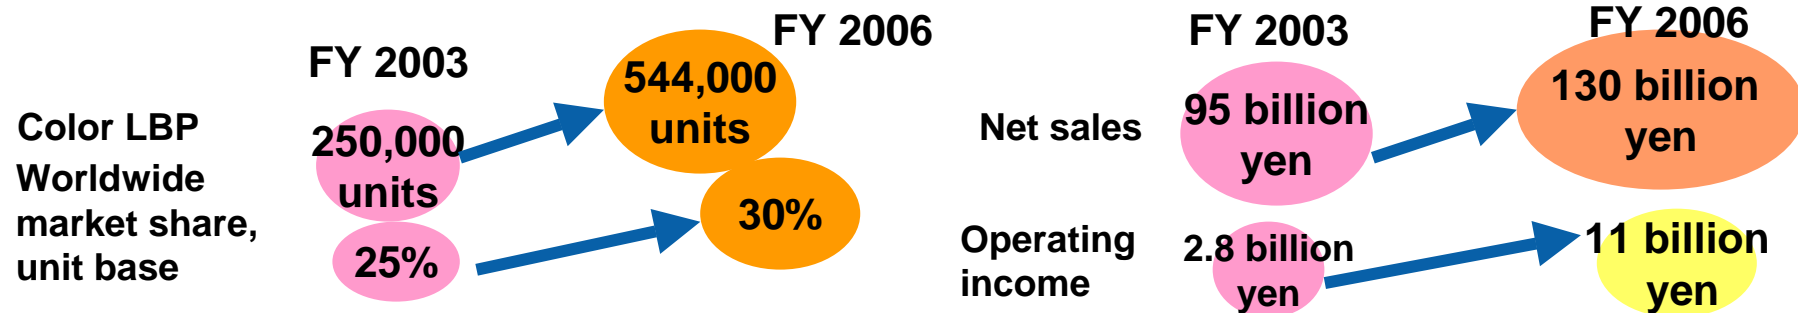 FY 2003
FY 2006
Color LBP
250,000
units
544,000
units
Worldwide
market share,
unit base
25%
30%
FY 2003
FY 2006
Net sales
95 billion
yen
130 billion
yen
Operating
income
2.8 billion
yen
11 billion
yen